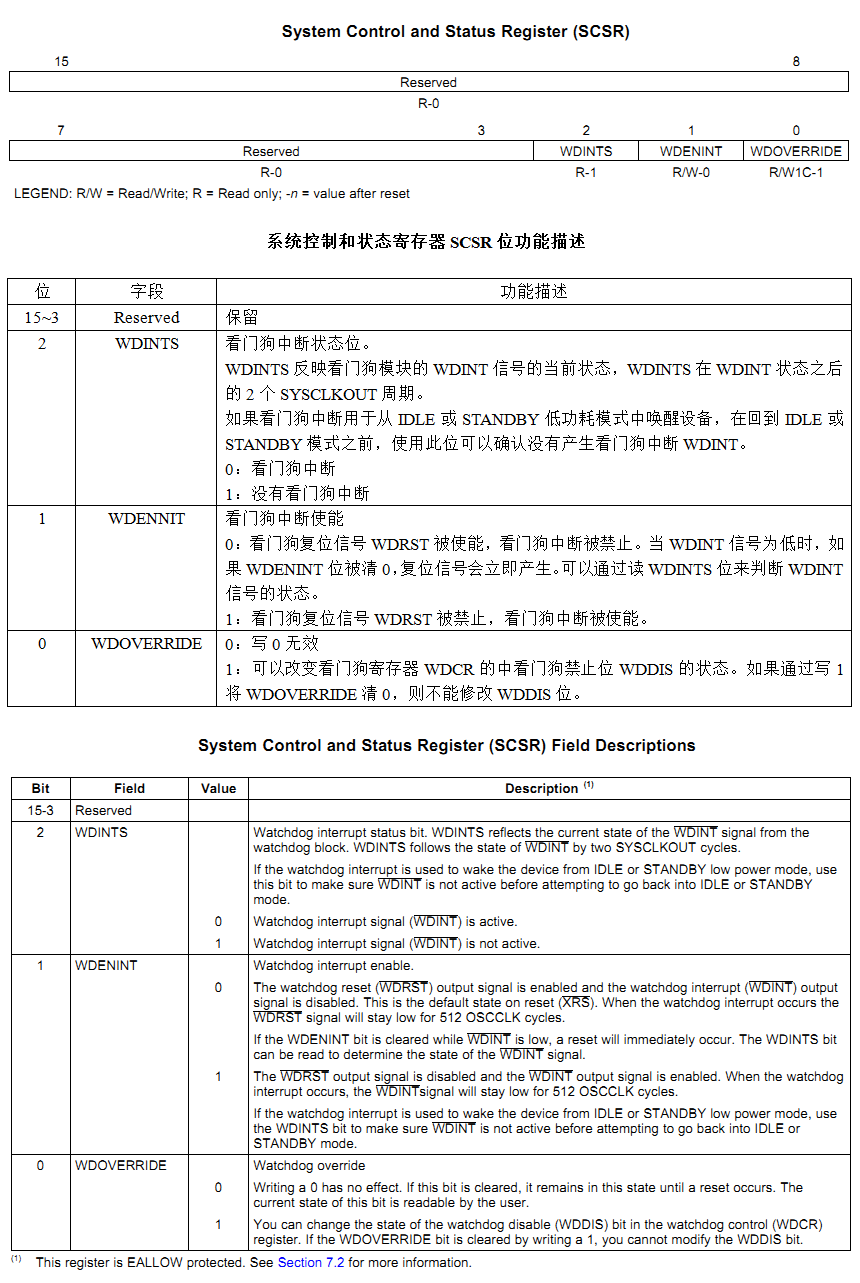 System Control and Status Register (SCSR)
15 8
Reserved
R-0
7 3 2 1 0
Reserved WDINTS WDENINT WDOVERRIDE
R-0 R-1 R/W-0 R/W1C-1
LEGEND: R/W = Read/Write; R = Read only; -n = value after reset
系统控制和状态寄存器 SCSR 位功能描述
位 字段 功能描述
15~3 Reserved 保留
2 WDINTS 看门狗中断状态位。
WDINTS 反映看门狗模块的 WDINT 信号的当前状态，WDINTS 在 WDINT 状态之后
的 2 个 SYSCLKOUT 周期。
如果看门狗中断用于从 IDLE 或 STANDBY 低功耗模式中唤醒设备，在回到 IDLE 或
STANDBY 模式之前，使用此位可以确认没有产生看门狗中断 WDINT。
0：看门狗中断
1：没有看门狗中断
1 WDENNIT 看门狗中断使能
0：看门狗复位信号 WDRST 被使能，看门狗中断被禁止。当 WDINT 信号为低时，如
果 WDENINT 位被清 0，复位信号会立即产生。可以通过读 WDINTS 位来判断 WDINT
信号的状态。
1：看门狗复位信号 WDRST 被禁止，看门狗中断被使能。
0 WDOVERRIDE 0：写 0 无效
1：可以改变看门狗寄存器 WDCR 的中看门狗禁止位 WDDIS 的状态。如果通过写 1
将 WDOVERRIDE 清 0，则不能修改 WDDIS 位。
System Control and Status Register (SCSR) Field Descriptions
Bit Field Value Description (1)
15-3 Reserved
2 WDINTS Watchdog interrupt status bit. WDINTS reflects the current state of the WDINT signal from the
watchdog block. WDINTS follows the state of WDINT by two SYSCLKOUT cycles.
If the watchdog interrupt is used to wake the device from IDLE or STANDBY low power mode, use
this bit to make sure WDINT is not active before attempting to go back into IDLE or STANDBY
mode.
0 Watchdog interrupt signal (WDINT) is active.
1 Watchdog interrupt signal (WDINT) is not active.
1 WDENINT Watchdog interrupt enable.
0 The watchdog reset (WDRST) output signal is enabled and the watchdog interrupt (WDINT) output
signal is disabled. This is the default state on reset (XRS). When the watchdog interrupt occurs the
WDRST signal will stay low for 512 OSCCLK cycles.
If the WDENINT bit is cleared while WDINT is low, a reset will immediately occur. The WDINTS bit
can be read to determine the state of the WDINT signal.
1 The WDRST output signal is disabled and the WDINT output signal is enabled. When the watchdog
interrupt occurs, the WDINTsignal will stay low for 512 OSCCLK cycles.
If the watchdog interrupt is used to wake the device from IDLE or STANDBY low power mode, use
the WDINTS bit to make sure WDINT is not active before attempting to go back into IDLE or
STANDBY mode.
0 WDOVERRIDE Watchdog override
0 Writing a 0 has no effect. If this bit is cleared, it remains in this state until a reset occurs. The
current state of this bit is readable by the user.
1 You can change the state of the watchdog disable (WDDIS) bit in the watchdog control (WDCR)
register. If the WDOVERRIDE bit is cleared by writing a 1, you cannot modify the WDDIS bit.
(1) This register is EALLOW protected. See Section 7.2 for more information.